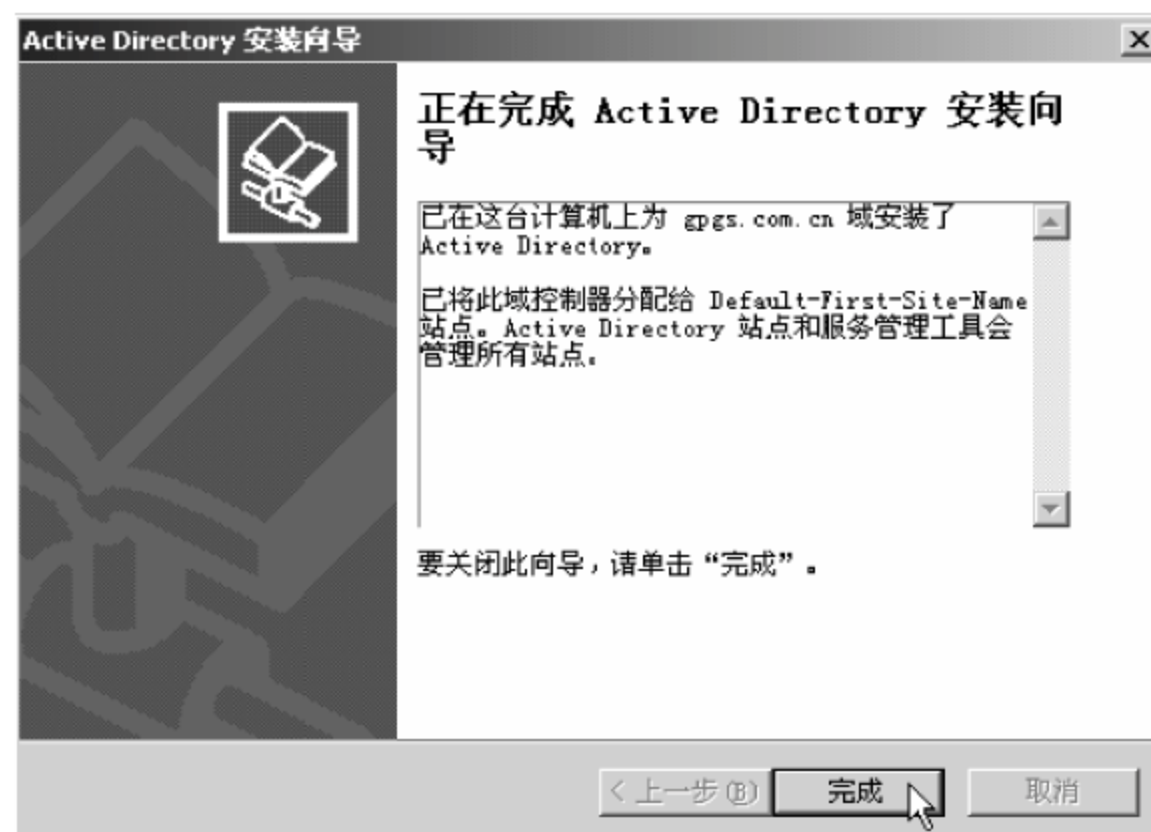 Active Directory 安装向导
正在完成 Active Directory 安装向
导
已在这台计算机上为 gpgs.com.cn 域安装了
Active Directory。
已将此域控制器分配给 Default-First-Site-Name
站点。Active Directory 站点和服务管理工具会
管理所有站点。
要关闭此向导，请单击“完成”。
< 上一步(B) 完成 取消